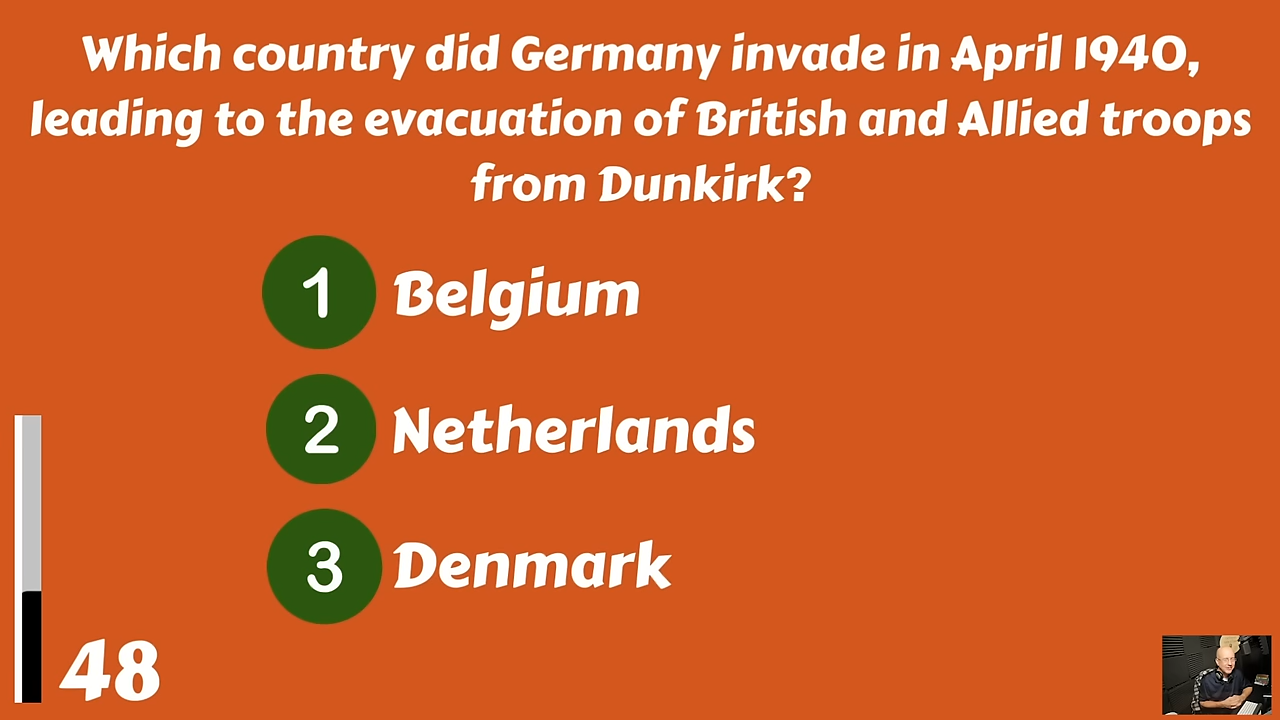 Which country did Germany invade in April 1940,
leading to the evacuation of British and Allied troops
from Dunkirk?
1 Belgium
2 Netherlands
3 Denmark
48